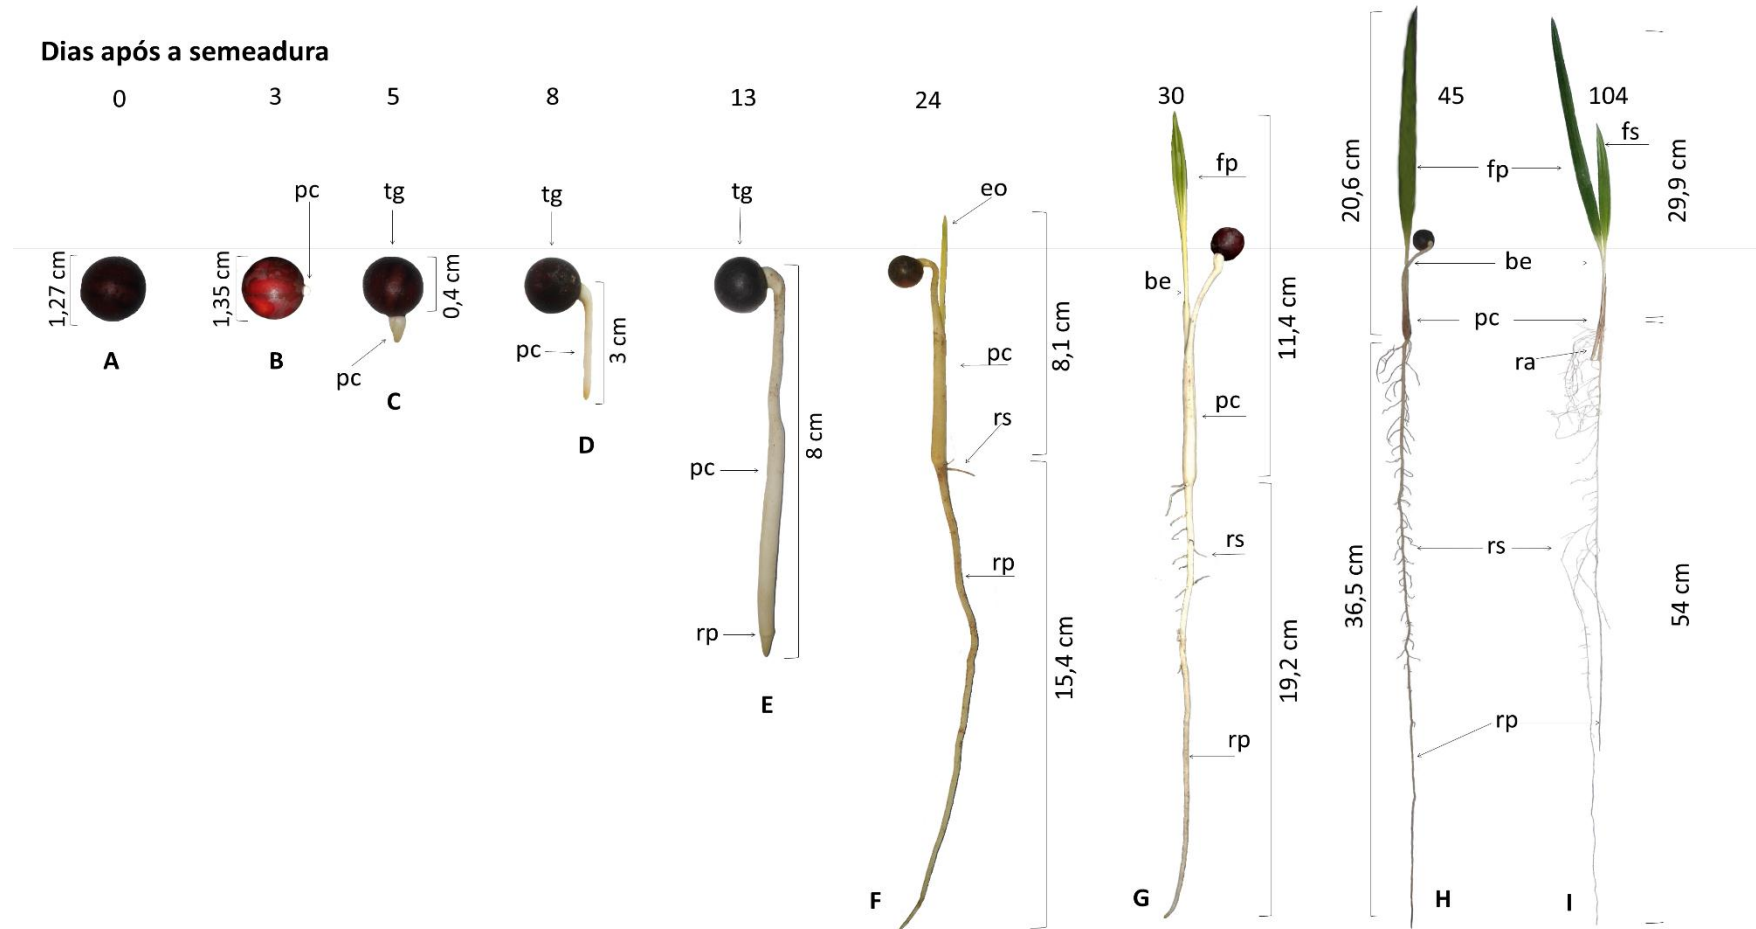 Dias após a semeadura
0 3 5 8 13 24 30 45 104
pc tg tg tg eo fp fp fs
1,27 cm 1,35 cm 0,4 cm 20,6 cm 29,9 cm
A B pc C
pc 3 cm D
pc 8 cm rp E
pc 8,1 cm rs rp 15,4 cm F
be 11,4 cm pc rs 19,2 cm rp G
be pc ra rs 36,5 cm 54 cm rp H I